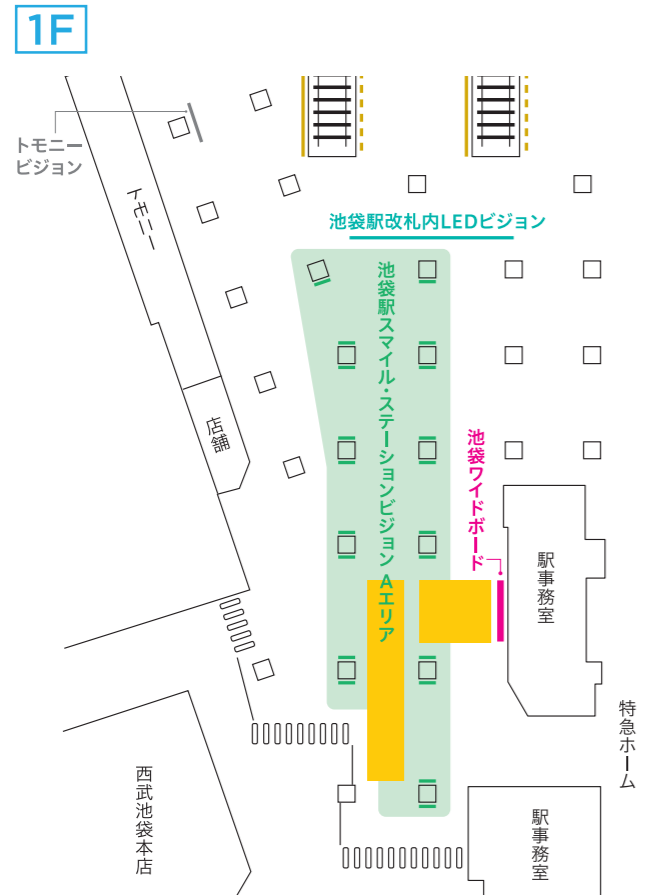 1F
トモニー
ビジョン
トモニー
池袋駅改札内LEDビジョン
池袋駅スマイル・ステーションビジョン Aエリア
店舗
池袋ワイドボード
駅事務室
特急ホーム
西武池袋本店
駅事務室